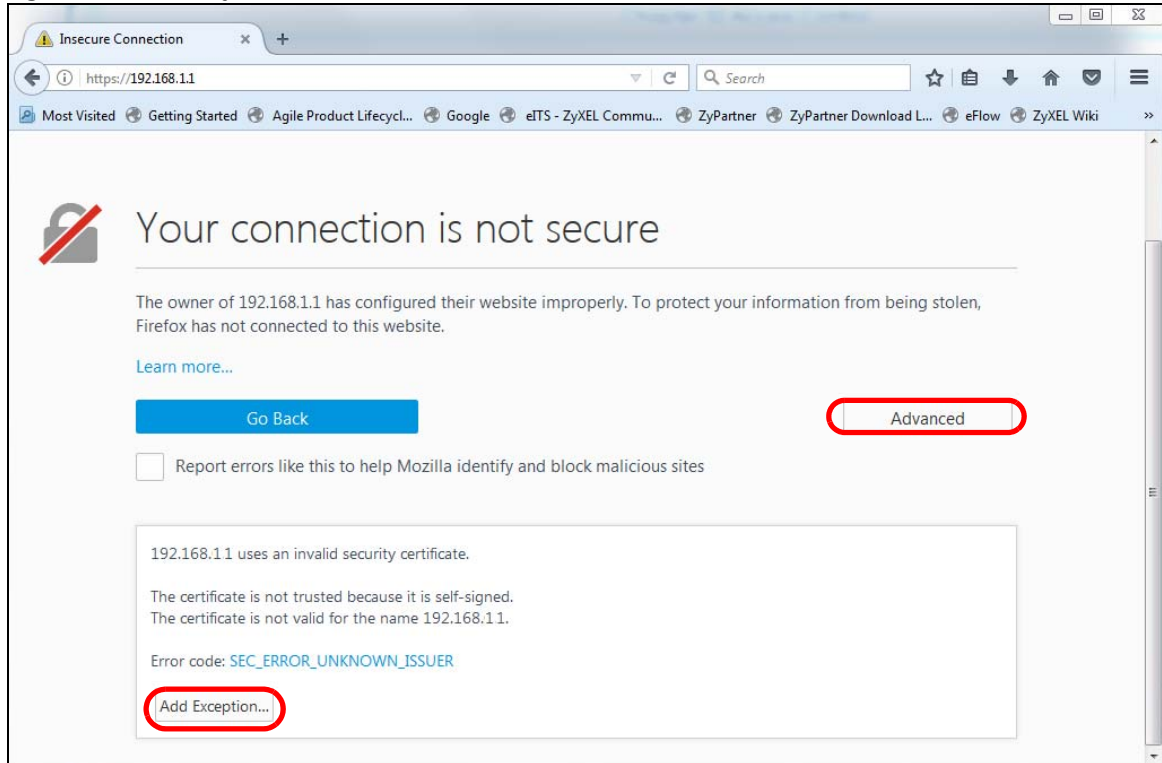 Insecure Connection
https://192.168.1.1
Search
Most Visited Getting Started Agile Product Lifecycl... Google eITS - ZyXEL Commu... ZyPartner ZyPartner Download L... eFlow ZyXEL Wiki »
Your connection is not secure
The owner of 192.168.1.1 has configured their website improperly. To protect your information from being stolen,
Firefox has not connected to this website.
Learn more...
Go Back
Advanced
Report errors like this to help Mozilla identify and block malicious sites
192.168.1 1 uses an invalid security certificate.
The certificate is not trusted because it is self-signed.
The certificate is not valid for the name 192.168.1 1.
Error code: SEC_ERROR_UNKNOWN_ISSUER
Add Exception...